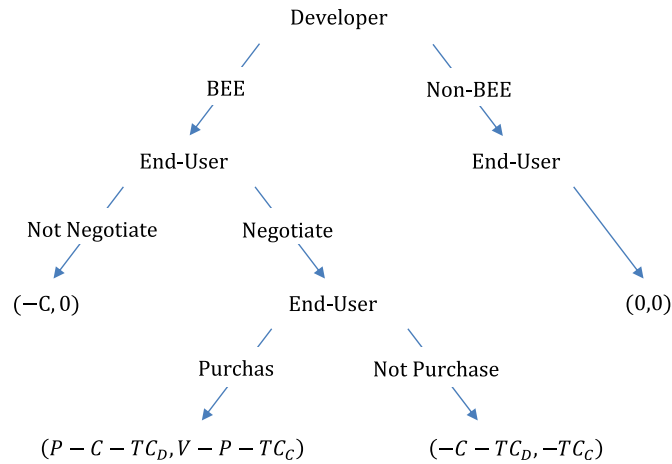 Developer
BEE Non-BEE
End-User End-User
Not Negotiate Negotiate
(−C, 0) End-User (0,0)
Purchas Not Purchase
(P − C − TC_D, V − P − TC_C) (−C − TC_D, −TC_C)